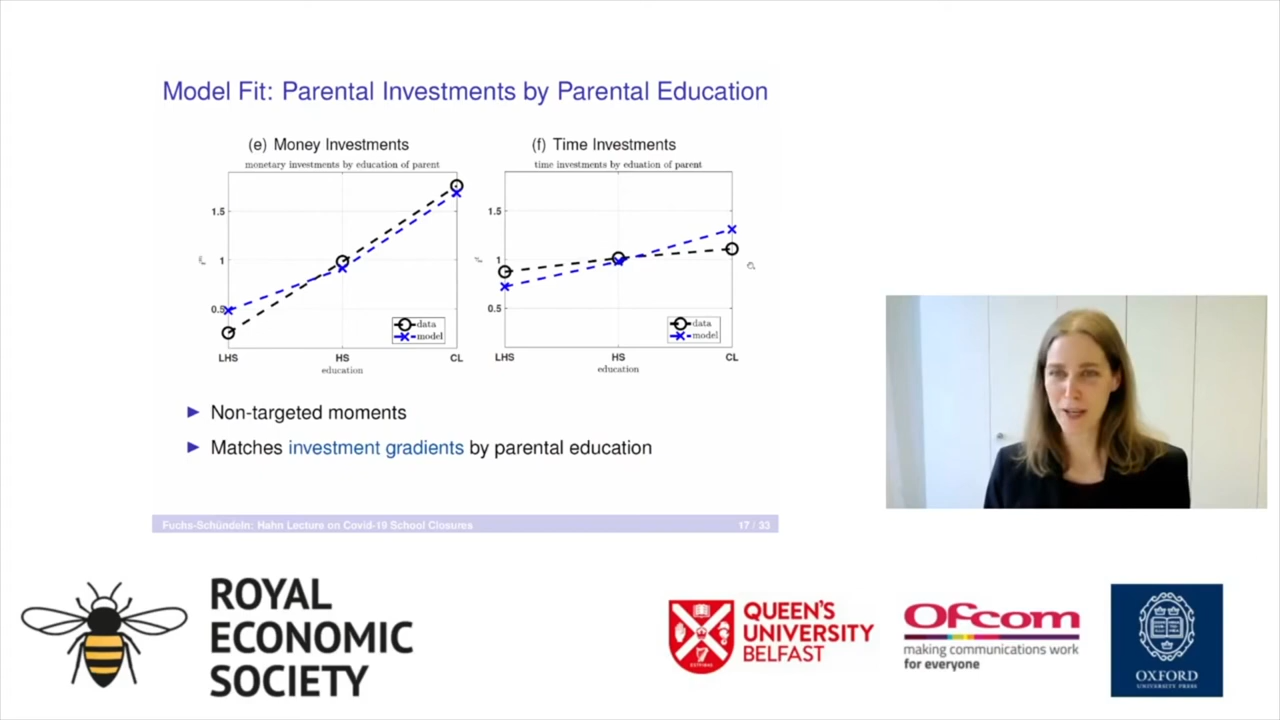 Model Fit: Parental Investments by Parental Education
(e) Money Investments
monetary investments by education of parent
1.5
1
0.5
LHS
HS
CL
education
data
model
(f) Time Investments
time investments by eduation of parent
1.5
1
0.5
LHS
HS
CL
education
data
model
Non-targeted moments
Matches investment gradients by parental education
Fuchs-Schündeln: Hahn Lecture on Covid-19 School Closures
17 / 33
ROYAL
ECONOMIC
SOCIETY
QUEEN'S
UNIVERSITY
BELFAST
Ofcom
making communications work
for everyone
OXFORD
UNIVERSITY PRESS